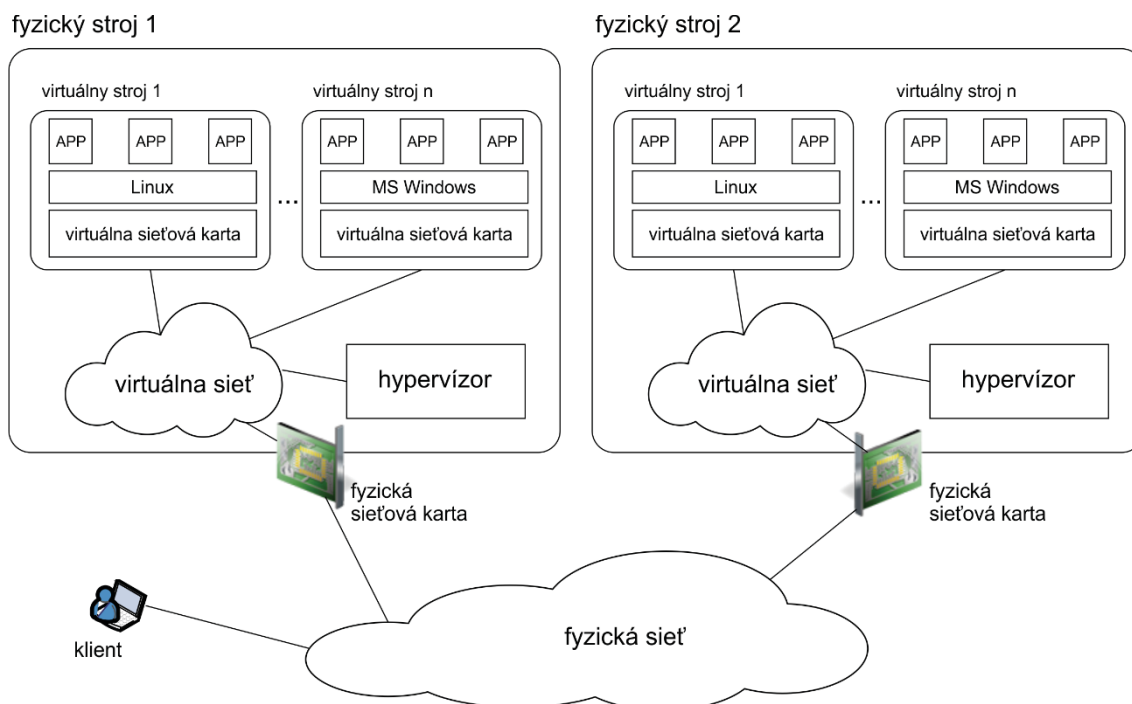 fyzický stroj 1
virtuálny stroj 1
virtuálny stroj n
APP
APP
APP
APP
APP
APP
Linux
...
MS Windows
virtuálna sieťová karta
virtuálna sieťová karta
virtuálna sieť
hypervízor
fyzická
sieťová karta
fyzický stroj 2
virtuálny stroj 1
virtuálny stroj n
APP
APP
APP
APP
APP
APP
Linux
...
MS Windows
virtuálna sieťová karta
virtuálna sieťová karta
virtuálna sieť
hypervízor
fyzická
sieťová karta
klient
fyzická sieť